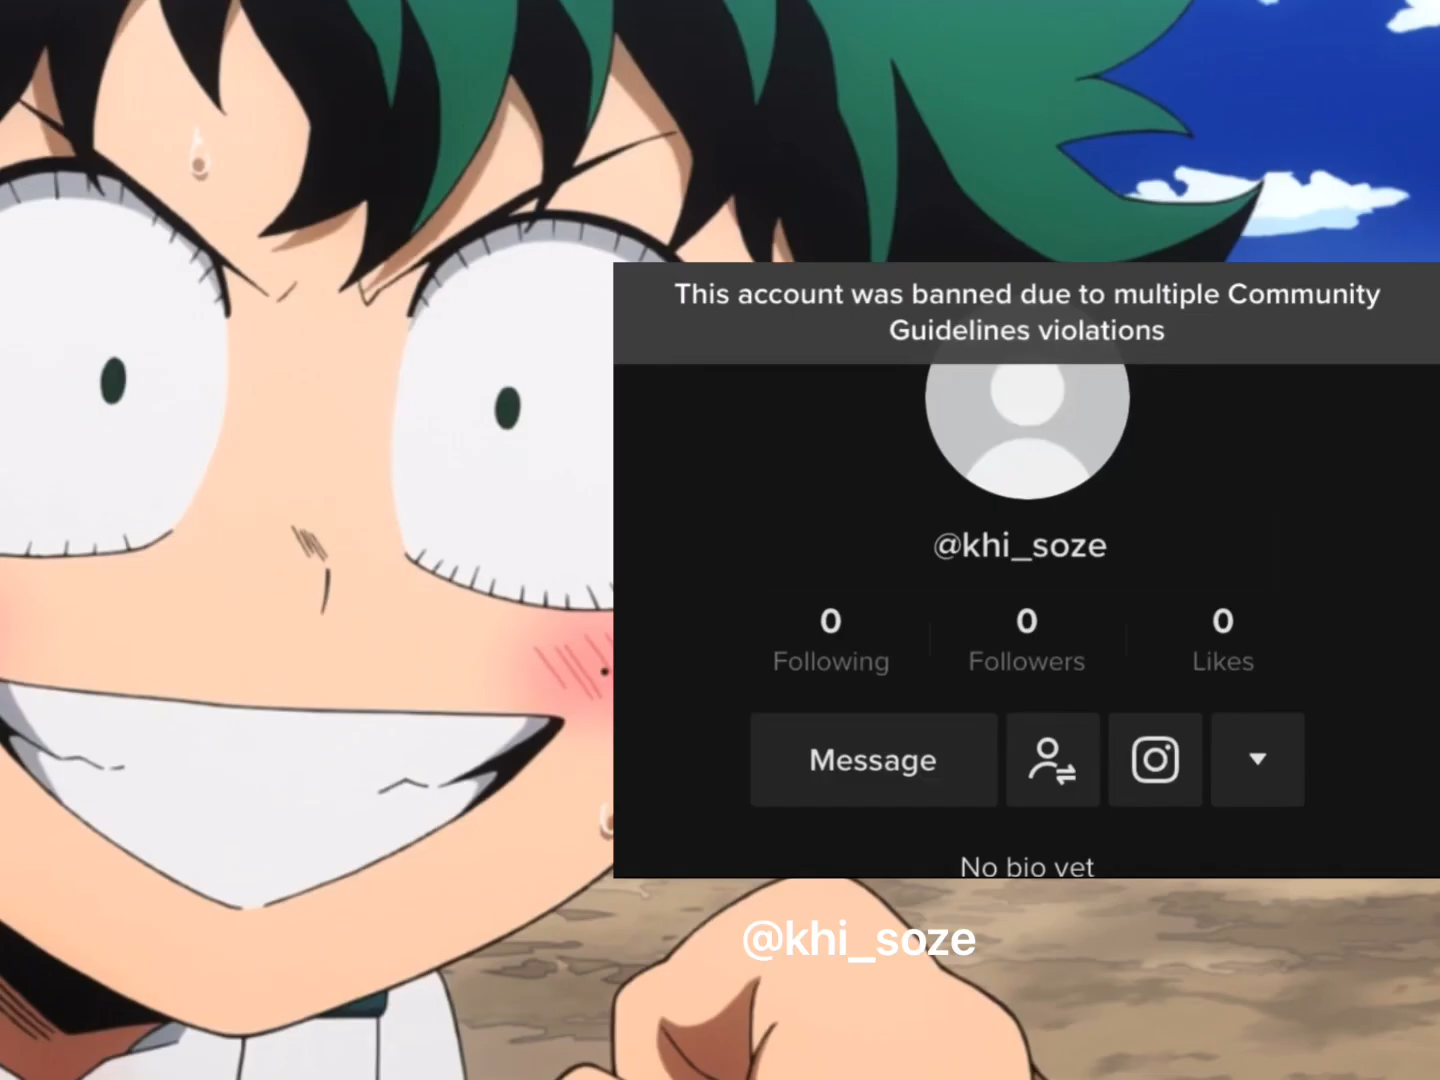 This account was banned due to multiple Community
Guidelines violations
@khi_soze
0 0 0
Following Followers Likes
Message
No bio yet
@khi_soze